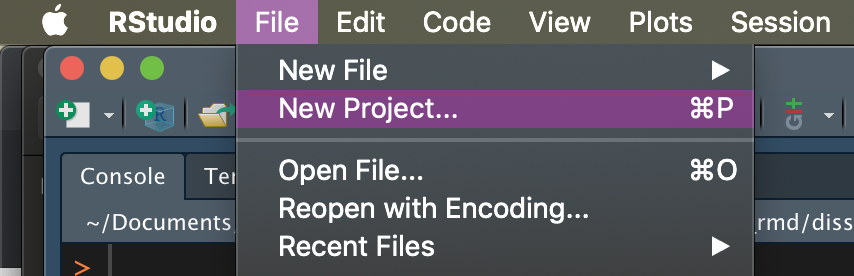 RStudio File Edit Code View Plots Session
New File
New Project... ⌘P
Open File... ⌘O
Console
Reopen with Encoding...
~/Documents
rmd/diss
Recent Files
>